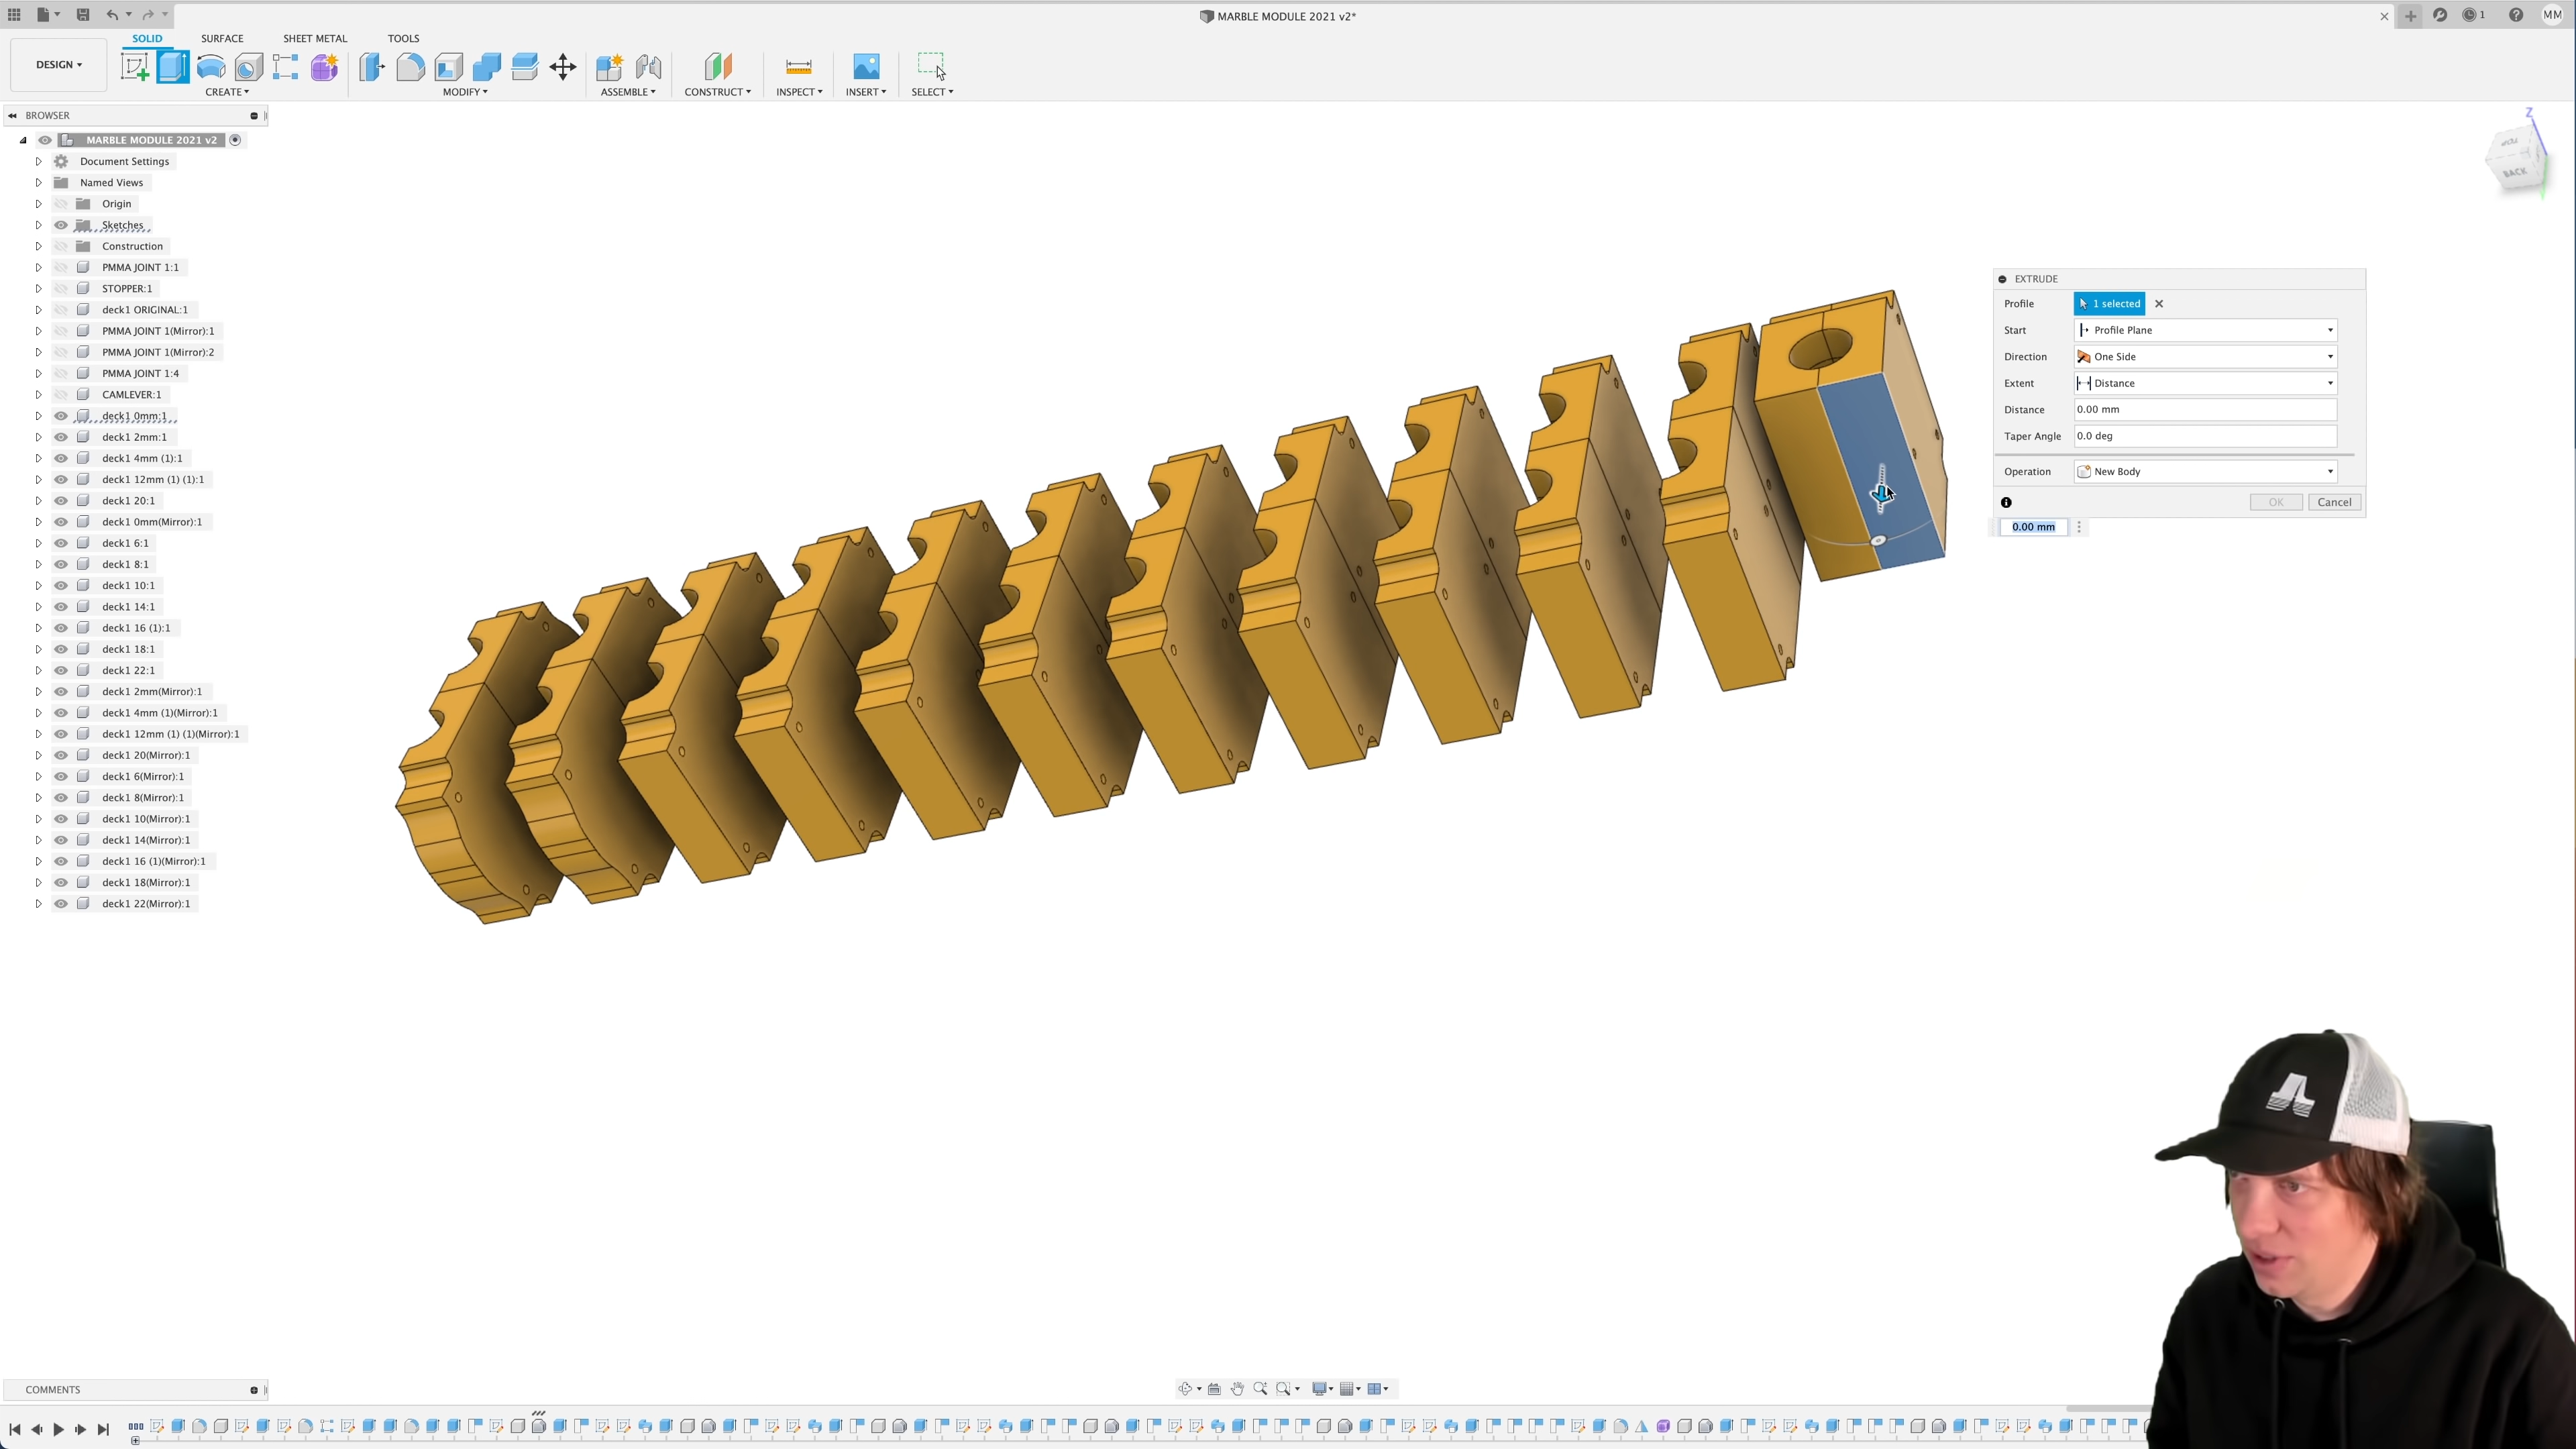 MARBLE MODULE 2021 v2*
1
MM
SOLID
SURFACE
SHEET METAL
TOOLS
DESIGN
CREATE
MODIFY
ASSEMBLE
CONSTRUCT
INSPECT
INSERT
SELECT
BROWSER
MARBLE MODULE 2021 v2
Document Settings
Named Views
Origin
Sketches
Construction
PMMA JOINT 1:1
STOPPER:1
deck1 ORIGINAL:1
PMMA JOINT 1(Mirror):1
PMMA JOINT 1(Mirror):2
PMMA JOINT 1:4
CAMLEVER:1
deck1 0mm:1
deck1 2mm:1
deck1 4mm (1):1
deck1 12mm (1) (1):1
deck1 20:1
deck1 0mm(Mirror):1
deck1 6:1
deck1 8:1
deck1 10:1
deck1 14:1
deck1 16 (1):1
deck1 18:1
deck1 22:1
deck1 2mm(Mirror):1
deck1 4mm (1)(Mirror):1
deck1 12mm (1) (1)(Mirror):1
deck1 20(Mirror):1
deck1 6(Mirror):1
deck1 8(Mirror):1
deck1 10(Mirror):1
deck1 14(Mirror):1
deck1 16 (1)(Mirror):1
deck1 18(Mirror):1
deck1 22(Mirror):1
Z
TOP
BACK
EXTRUDE
Profile 1 selected
Start Profile Plane
Direction One Side
Extent Distance
Distance 0.00 mm
Taper Angle 0.0 deg
Operation New Body
OK Cancel
0.00 mm
COMMENTS